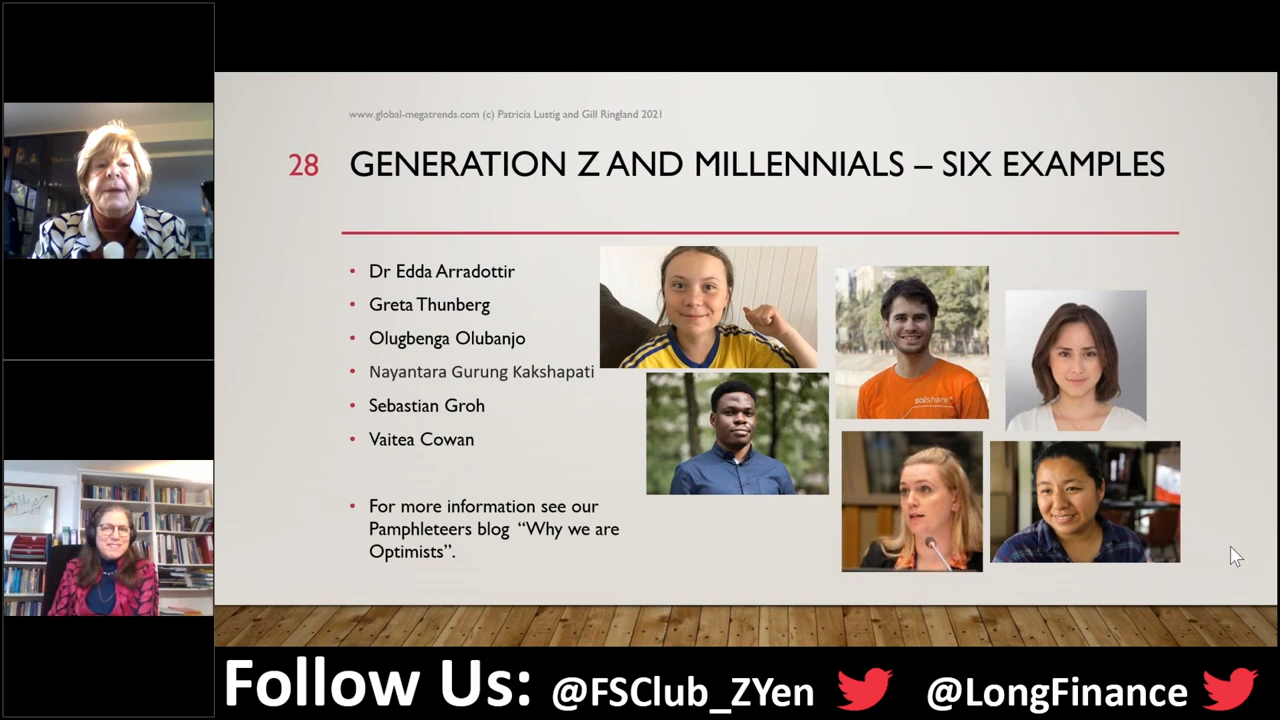 www.global-megatrends.com (c) Patricia Lustig and Gill Ringland 2021
28 GENERATION Z AND MILLENNIALS – SIX EXAMPLES
• Dr Edda Arradottir
• Greta Thunberg
• Olugbenga Olubanjo
• Nayantara Gurung Kakshapati
• Sebastian Groh
• Vaitea Cowan
• For more information see our
Pamphleteers blog “Why we are
Optimists”.
solshare
Follow Us: @FSClub_ZYen @LongFinance